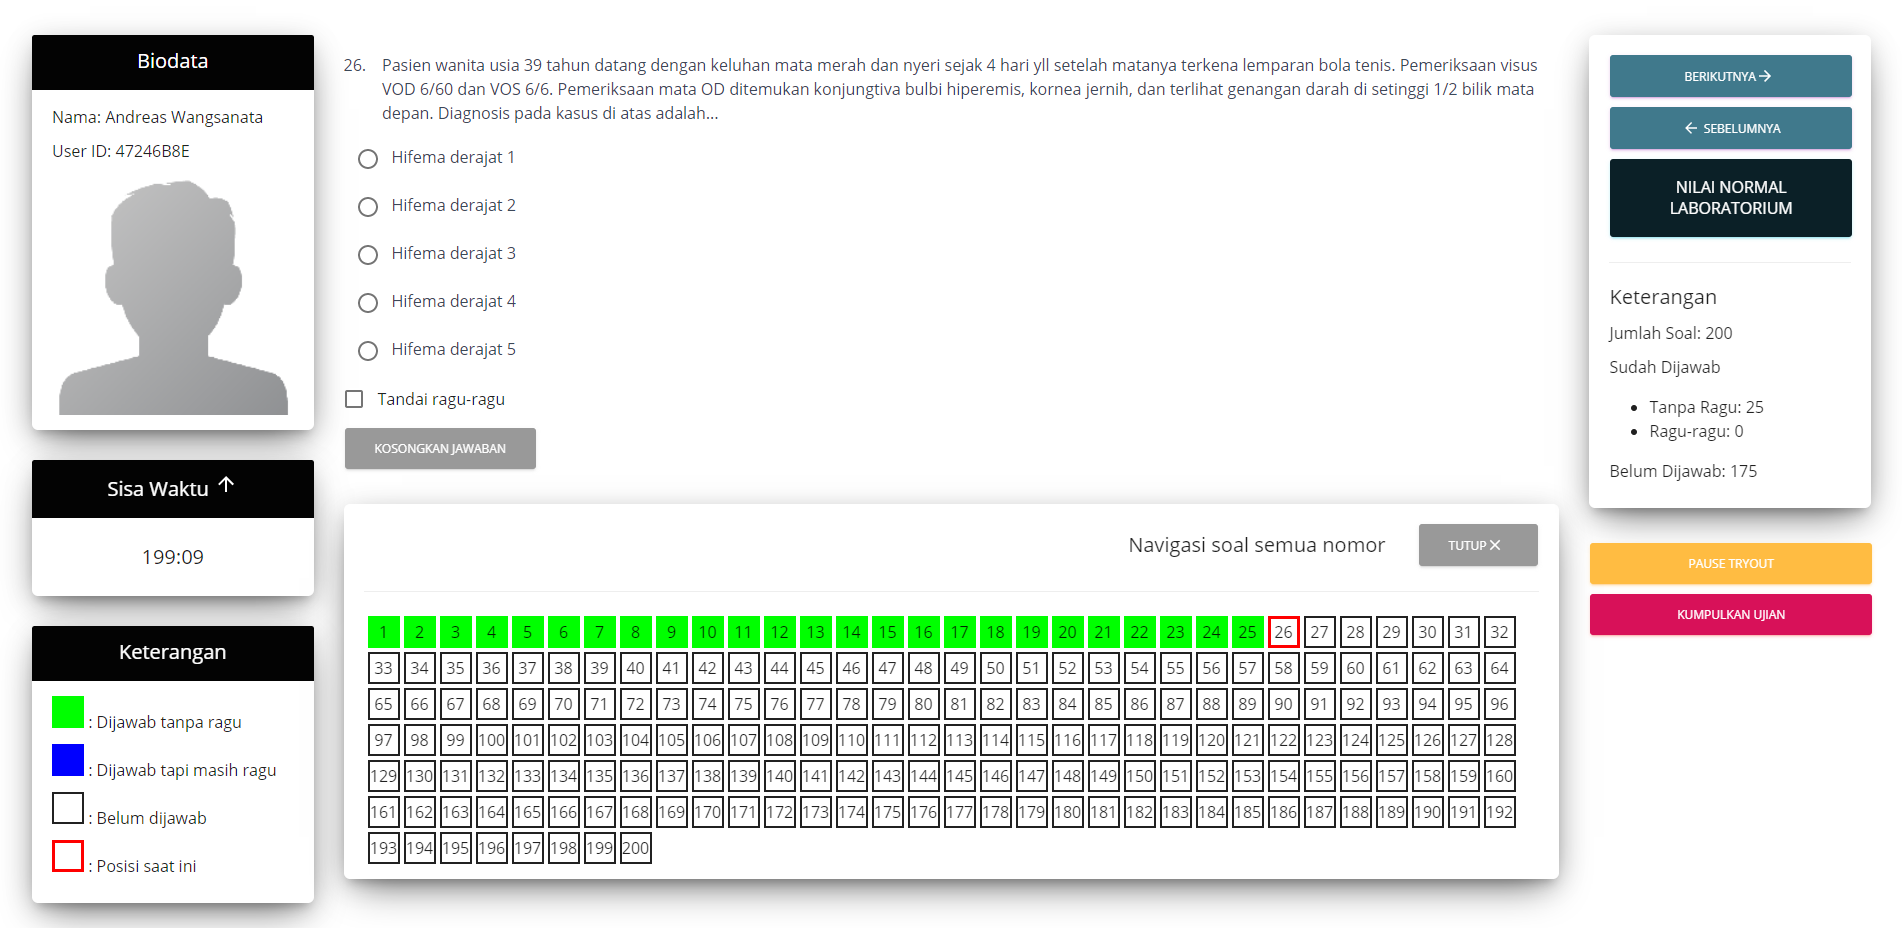 Biodata
Nama: Andreas Wangsanata
User ID: 47246B8E
Sisa Waktu
199:09
Keterangan
: Dijawab tanpa ragu
: Dijawab tapi masih ragu
: Belum dijawab
: Posisi saat ini
26. Pasien wanita usia 39 tahun datang dengan keluhan mata merah dan nyeri sejak 4 hari yll setelah matanya terkena lemparan bola tenis. Pemeriksaan visus
VOD 6/60 dan VOS 6/6. Pemeriksaan mata OD ditemukan konjungtiva bulbi hiperemis, kornea jernih, dan terlihat genangan darah di setinggi 1/2 bilik mata
depan. Diagnosis pada kasus di atas adalah...
Hifema derajat 1
Hifema derajat 2
Hifema derajat 3
Hifema derajat 4
Hifema derajat 5
Tandai ragu-ragu
KOSONGKAN JAWABAN
Navigasi soal semua nomor
TUTUP
1 2 3 4 5 6 7 8 9 10 11 12 13 14 15 16 17 18 19 20 21 22 23 24 25 26 27 28 29 30 31 32
33 34 35 36 37 38 39 40 41 42 43 44 45 46 47 48 49 50 51 52 53 54 55 56 57 58 59 60 61 62 63 64
65 66 67 68 69 70 71 72 73 74 75 76 77 78 79 80 81 82 83 84 85 86 87 88 89 90 91 92 93 94 95 96
97 98 99 100 101 102 103 104 105 106 107 108 109 110 111 112 113 114 115 116 117 118 119 120 121 122 123 124 125 126 127 128
129 130 131 132 133 134 135 136 137 138 139 140 141 142 143 144 145 146 147 148 149 150 151 152 153 154 155 156 157 158 159 160
161 162 163 164 165 166 167 168 169 170 171 172 173 174 175 176 177 178 179 180 181 182 183 184 185 186 187 188 189 190 191 192
193 194 195 196 197 198 199 200
BERIKUTNYA
SEBELUMNYA
NILAI NORMAL
LABORATORIUM
Keterangan
Jumlah Soal: 200
Sudah Dijawab
Tanpa Ragu: 25
Ragu-ragu: 0
Belum Dijawab: 175
PAUSE TRYOUT
KUMPULKAN UJIAN